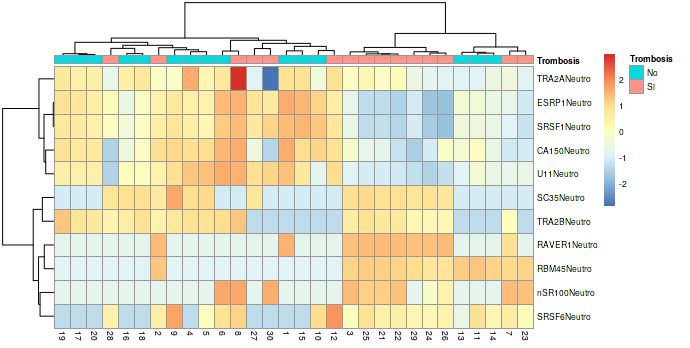 Trombosis
TRA2ANeutro
ESRP1Neutro
SRSF1Neutro
CA150Neutro
U11Neutro
SC35Neutro
TRA2BNeutro
RAVER1Neutro
RBM45Neutro
nSR100Neutro
SRSF6Neutro
19 17 20 28 16 18 2 9 4 5 6 8 27 30 1 15 10 12 3 25 21 22 29 24 26 13 11 14 7 23
2
1
0
-1
-2
Trombosis
No
SI